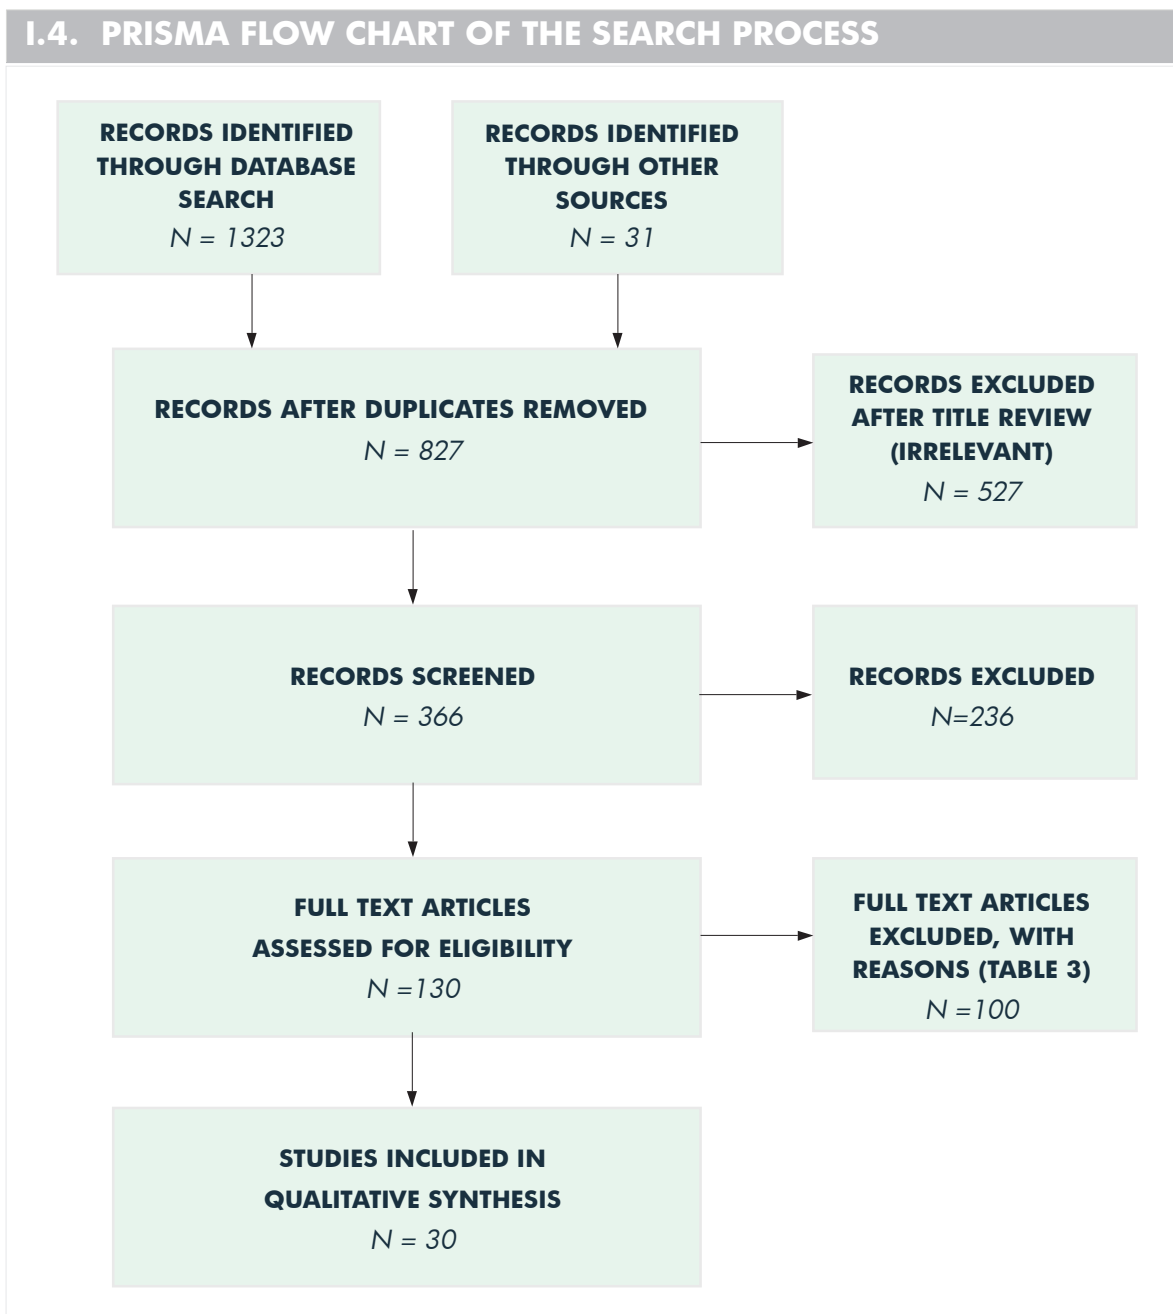 I.4. PRISMA FLOW CHART OF THE SEARCH PROCESS
RECORDS IDENTIFIED
THROUGH DATABASE
SEARCH
N = 1323
RECORDS IDENTIFIED
THROUGH OTHER
SOURCES
N = 31
RECORDS AFTER DUPLICATES REMOVED
N = 827
RECORDS EXCLUDED
AFTER TITLE REVIEW
(IRRELEVANT)
N = 527
RECORDS SCREENED
N = 366
RECORDS EXCLUDED
N=236
FULL TEXT ARTICLES
ASSESSED FOR ELIGIBILITY
N =130
FULL TEXT ARTICLES
EXCLUDED, WITH
REASONS (TABLE 3)
N =100
STUDIES INCLUDED IN
QUALITATIVE SYNTHESIS
N = 30